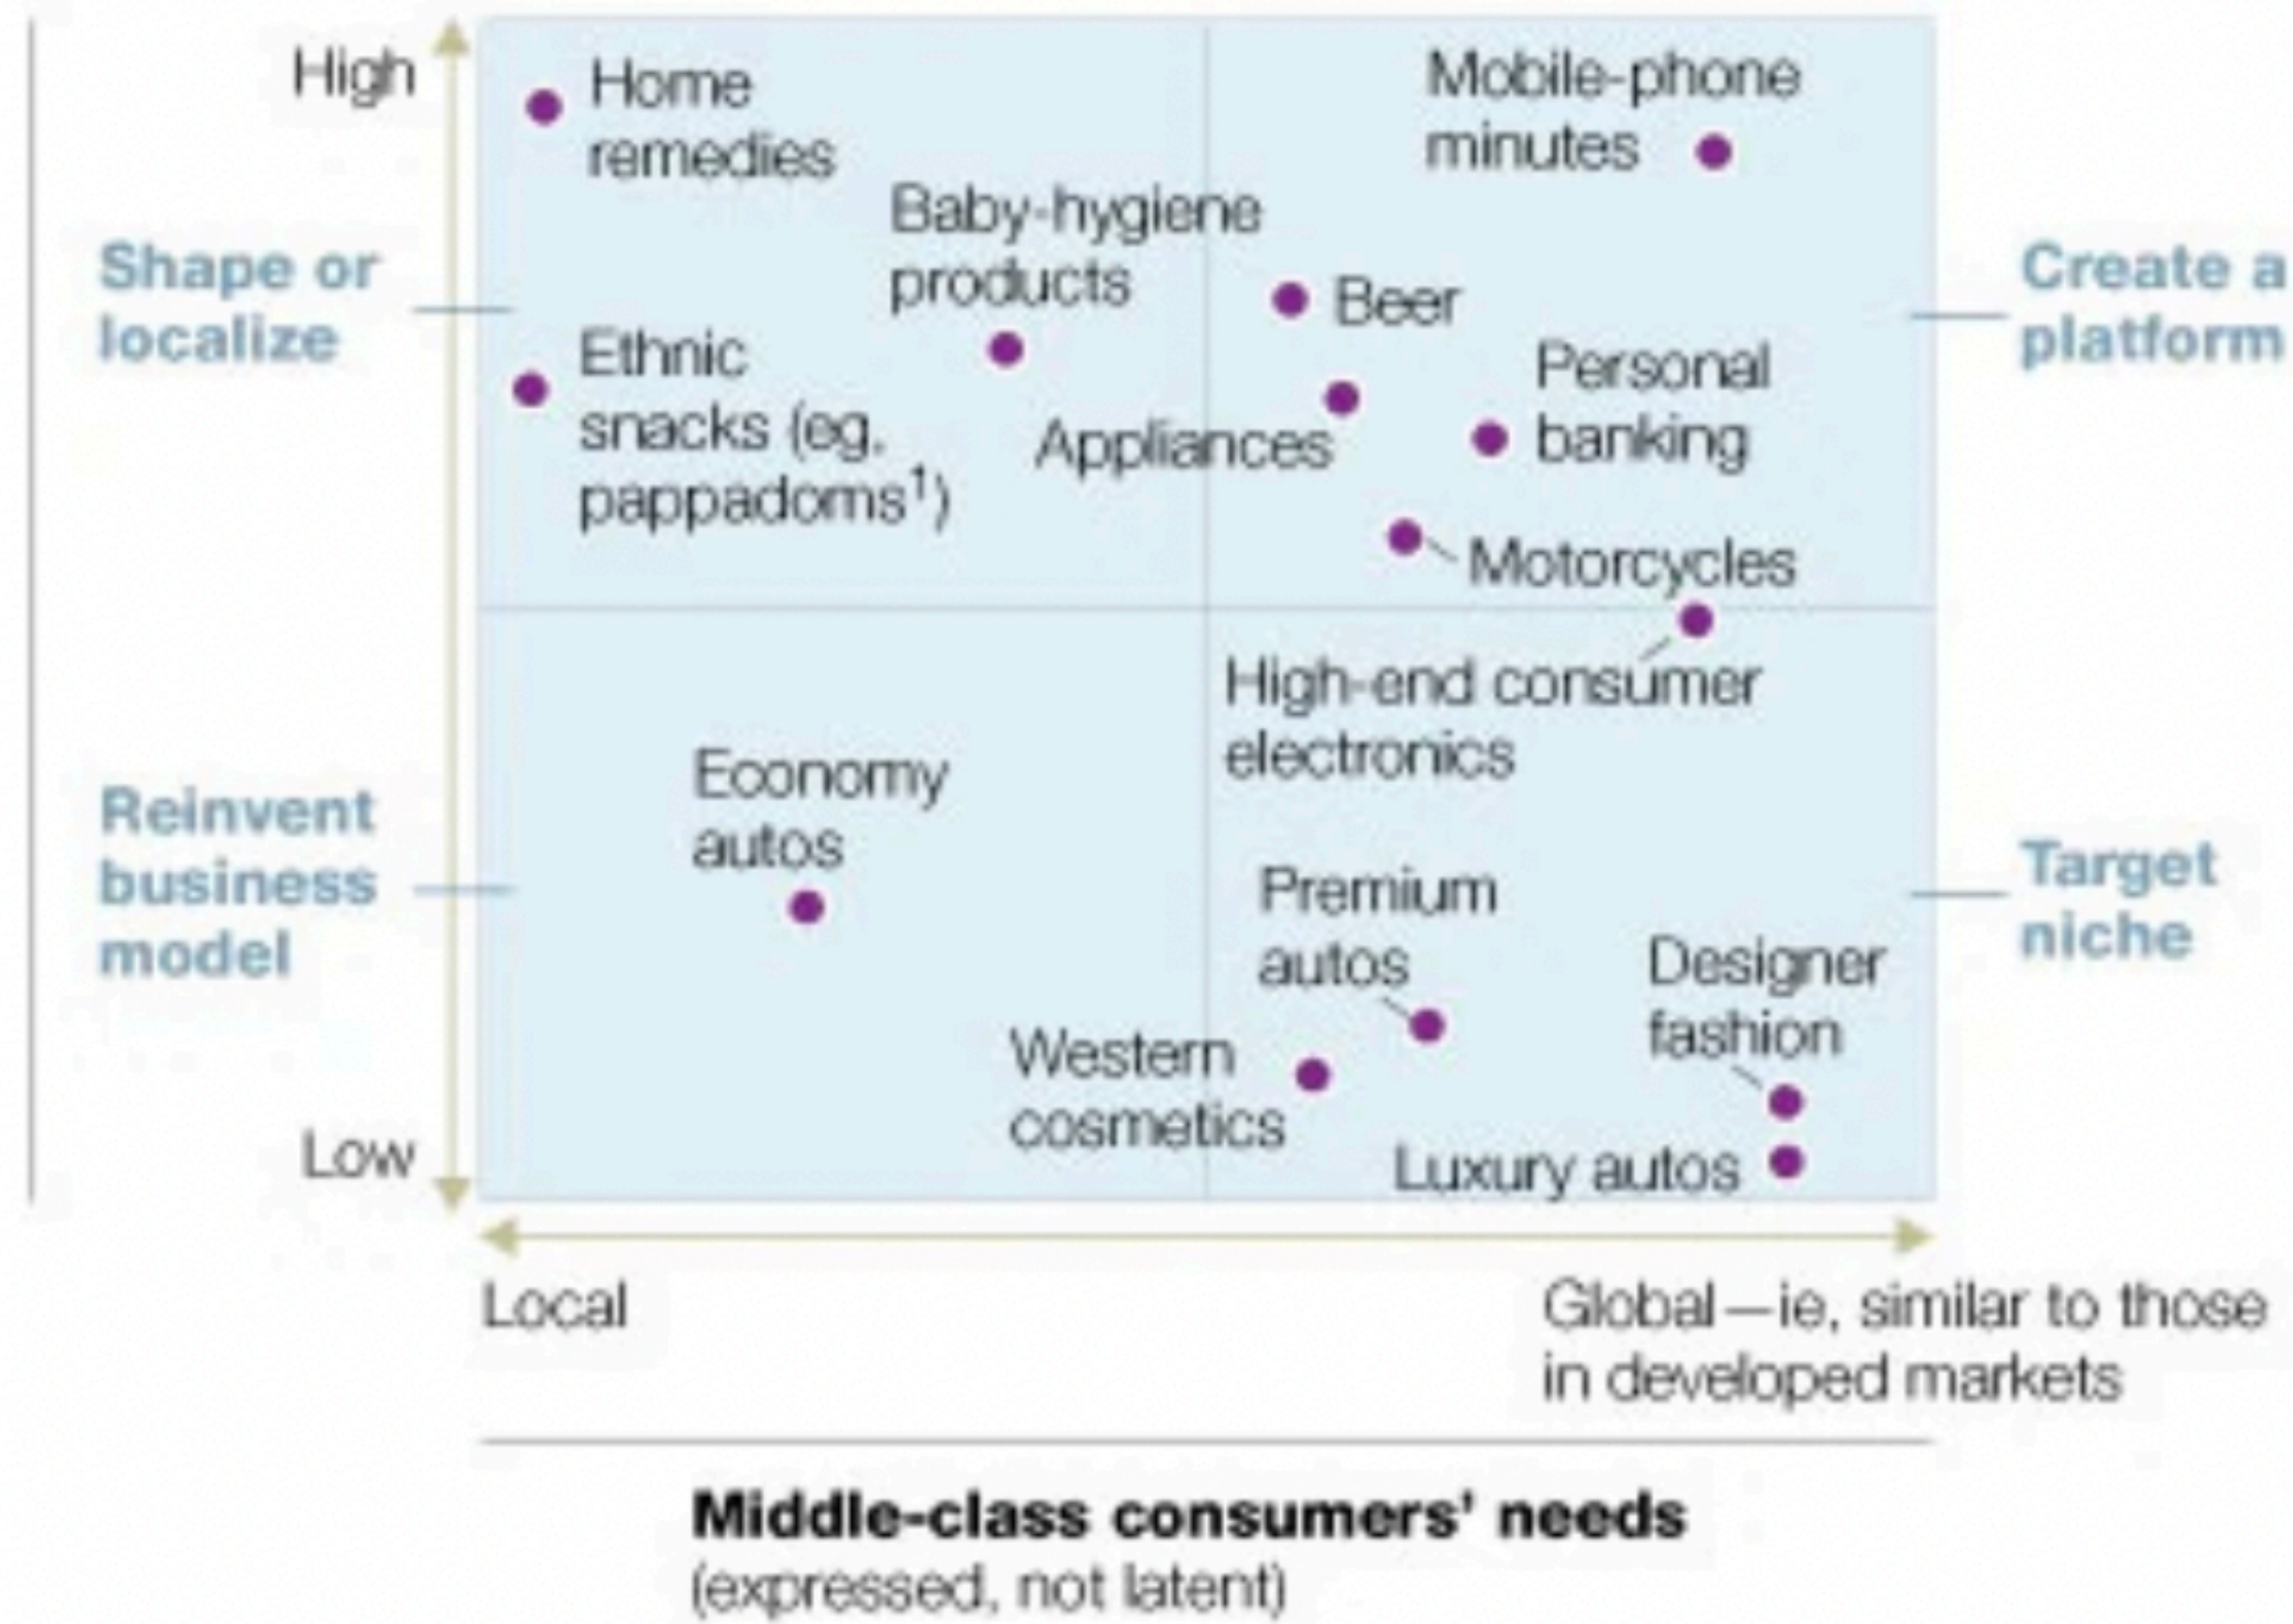 High
Home
remedies
Mobile-phone
minutes
Baby-hygiene
products
Shape or
localize
Create a
platform
Beer
Ethnic
snacks (eg,
pappadoms¹)
Personal
banking
Appliances
Motorcycles
High-end consumer
electronics
Economy
autos
Reinvent
business
model
Premium
autos
Target
niche
Designer
fashion
Western
cosmetics
Low
Luxury autos
Local
Global—ie, similar to those
in developed markets
Middle-class consumers' needs
(expressed, not latent)